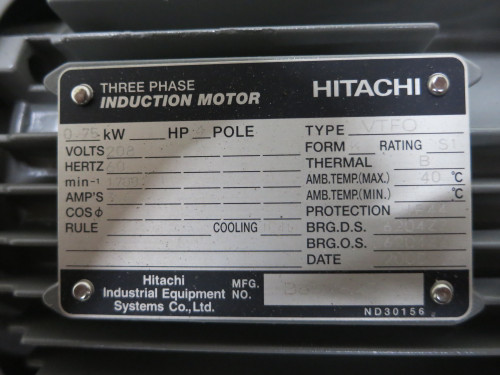 THREE PHASE
INDUCTION MOTOR
HITACHI
0.75 kW HP POLE
VOLTS 208
HERTZ
min-1
AMP'S
COSϕ
RULE COOLING
TYPE VTFO
FORM RATING S1
THERMAL B
AMB.TEMP.(MAX.) 40 °C
AMB.TEMP.(MIN.) °C
PROTECTION
BRG.D.S.
BRG.O.S.
DATE
Hitachi
Industrial Equipment
Systems Co.,Ltd.
MFG.
NO.
ND30156